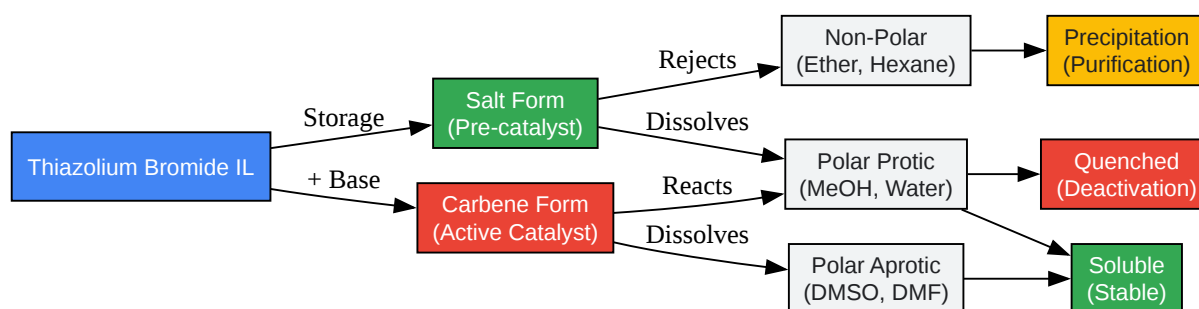 Thiazolium Bromide IL
Storage
+ Base
Salt Form
(Pre-catalyst)
Carbene Form
(Active Catalyst)
Rejects
Dissolves
Reacts
Dissolves
Non-Polar
(Ether, Hexane)
Polar Protic
(MeOH, Water)
Polar Aprotic
(DMSO, DMF)
Precipitation
(Purification)
Quenched
(Deactivation)
Soluble
(Stable)